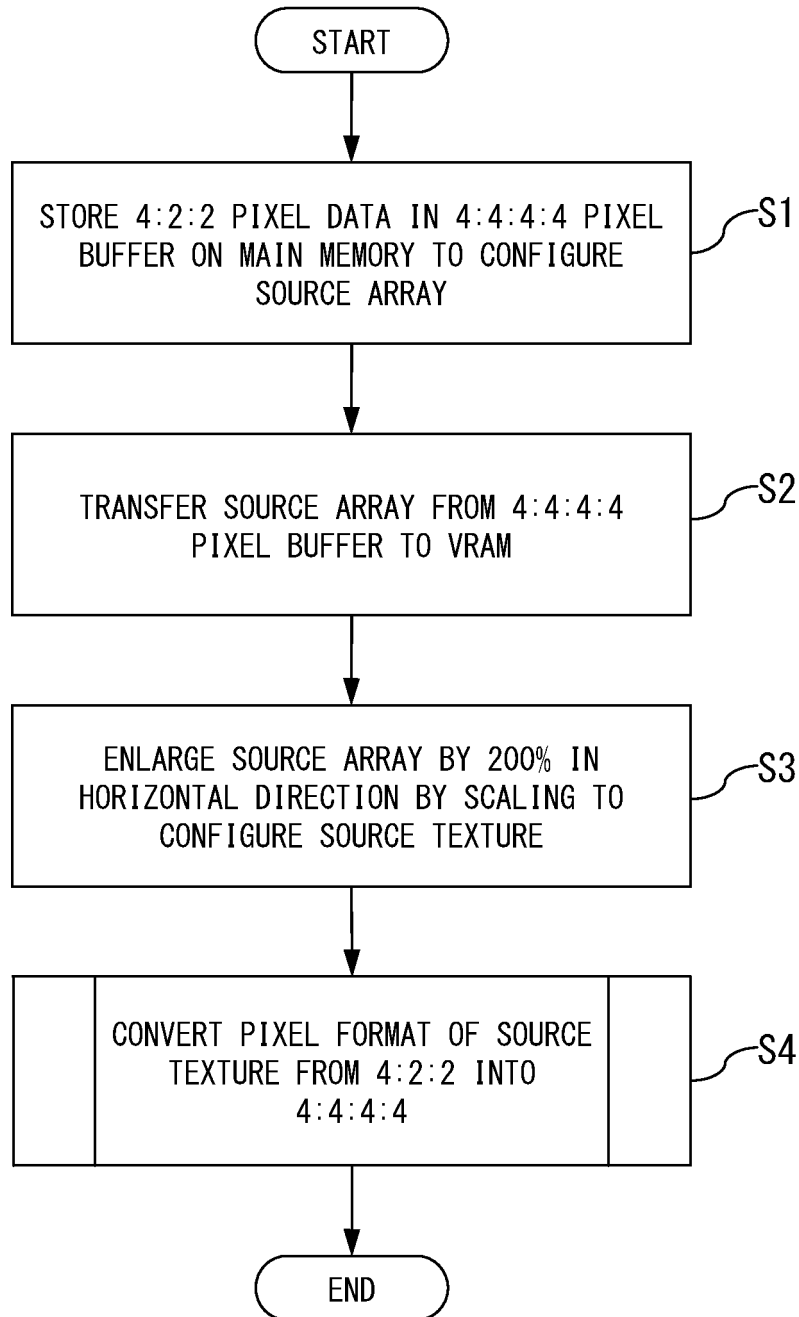 START
STORE 4:2:2 PIXEL DATA IN 4:4:4:4 PIXEL
BUFFER ON MAIN MEMORY TO CONFIGURE
SOURCE ARRAY
S1
TRANSFER SOURCE ARRAY FROM 4:4:4:4
PIXEL BUFFER TO VRAM
S2
ENLARGE SOURCE ARRAY BY 200% IN
HORIZONTAL DIRECTION BY SCALING TO
CONFIGURE SOURCE TEXTURE
S3
CONVERT PIXEL FORMAT OF SOURCE
TEXTURE FROM 4:2:2 INTO
4:4:4:4
S4
END